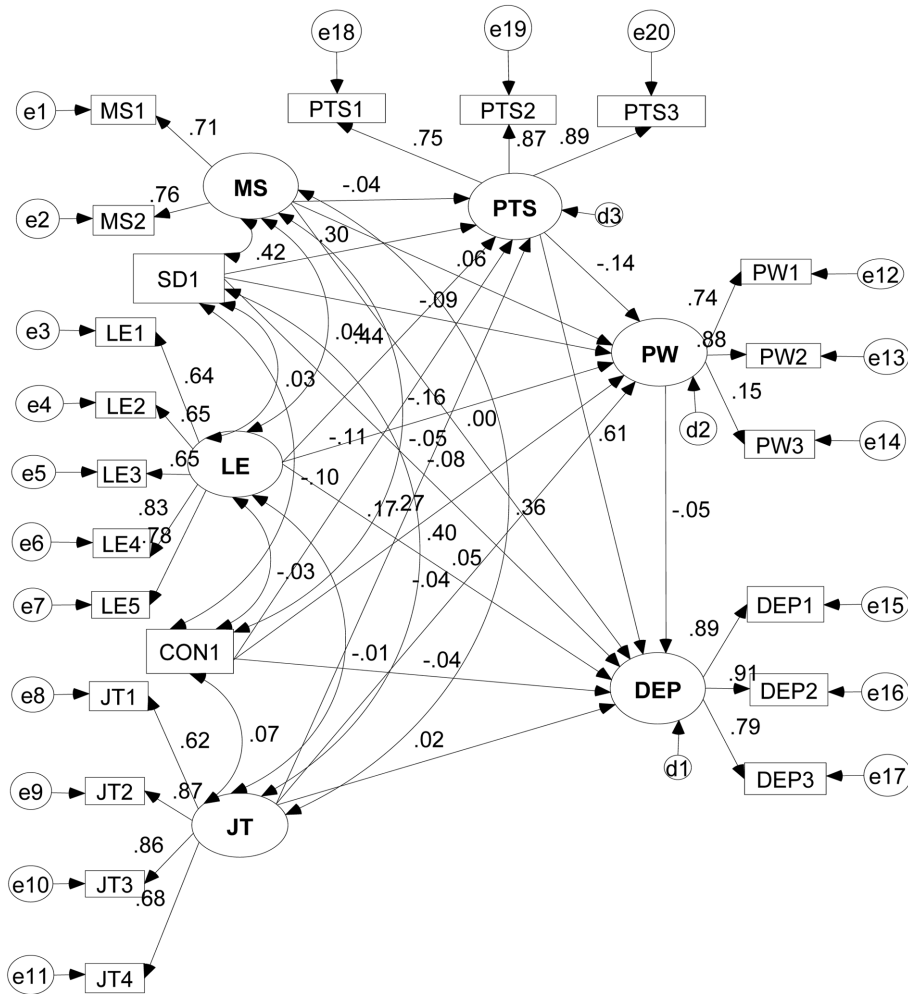 e18
e19
e20
e1
MS1
PTS1
PTS2
PTS3
.71
.75
.87
.89
MS
-.04
.76
e2
MS2
PTS
d3
.30
.42
.06
-.14
SD1
PW1
e12
-.09
.74
e3
LE1
.04
.44
.88
PW
PW2
e13
.64
.03
.15
e4
LE2
.65
-.16
.00
d2
-.11
-.05
.61
PW3
e14
.65
LE
-.08
e5
LE3
-.10
.83
.17
.27
.36
-.05
e6
LE4
.78
.40
.05
-.03
-.04
e7
LE5
DEP1
e15
.89
CON1
-.01
-.04
.91
DEP
DEP2
e16
e8
JT1
.62
.07
.02
.79
d1
e9
JT2
.87
DEP3
e17
JT
.86
e10
JT3
.68
e11
JT4